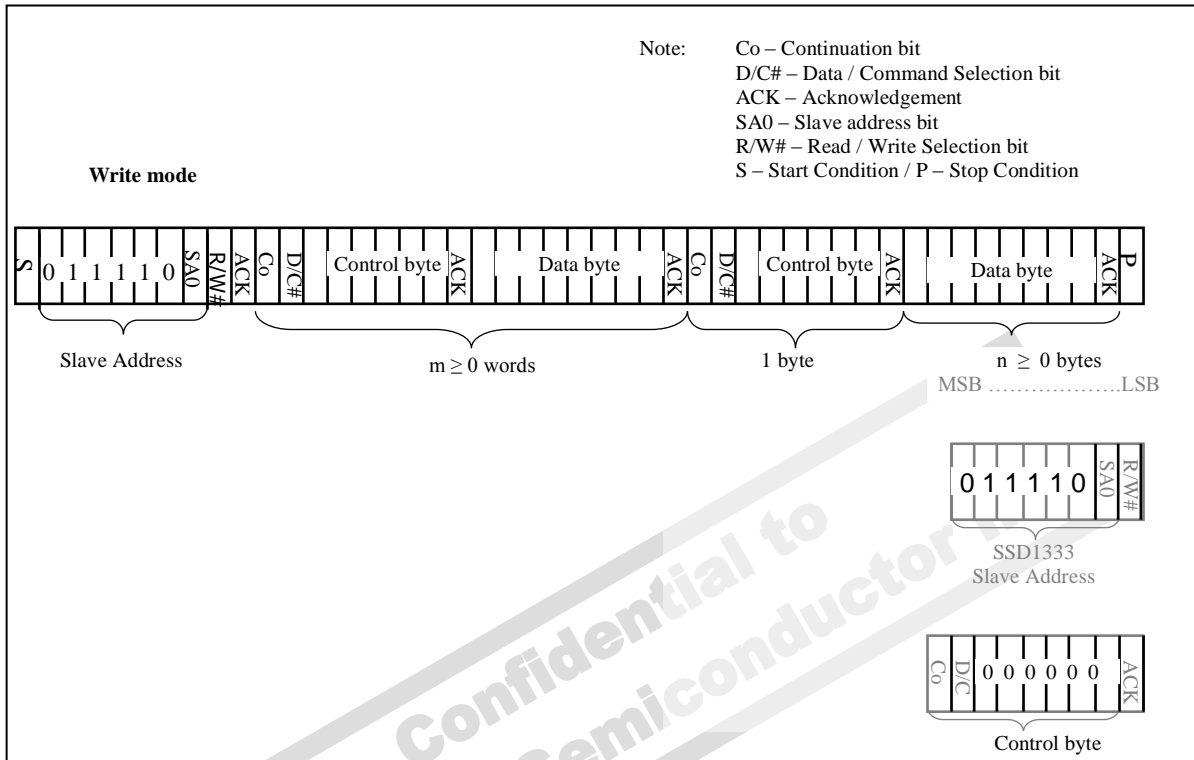 Note: Co – Continuation bit
D/C# – Data / Command Selection bit
ACK – Acknowledgement
SA0 – Slave address bit
R/W# – Read / Write Selection bit
S – Start Condition / P – Stop Condition
Write mode
S 0 1 1 1 1 0 SA0 R/W# ACK Co D/C# Control byte ACK Data byte ACK Co D/C# Control byte ACK Data byte ACK P
Slave Address m ≥ 0 words 1 byte n ≥ 0 bytes
MSB ……………….LSB
0 1 1 1 1 0 SA0 R/W#
SSD1333
Slave Address
Co D/C 0 0 0 0 0 0 ACK
Control byte
Confidential to
Semiconductor